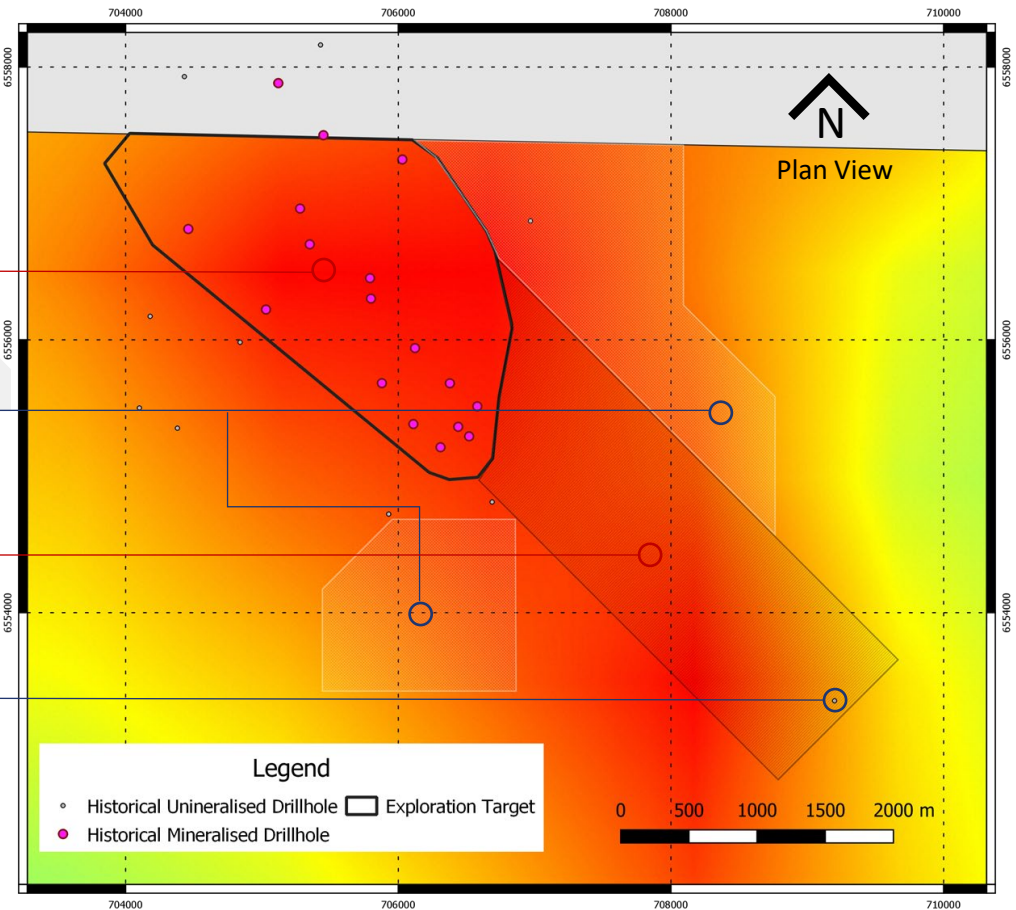 704000 706000 708000 710000
6558000 6558000
N
Plan View
6556000 6556000
6554000 6554000
Legend
Historical Unineralised Drillhole Exploration Target
Historical Mineralised Drillhole
0 500 1000 1500 2000 m
704000 706000 708000 710000